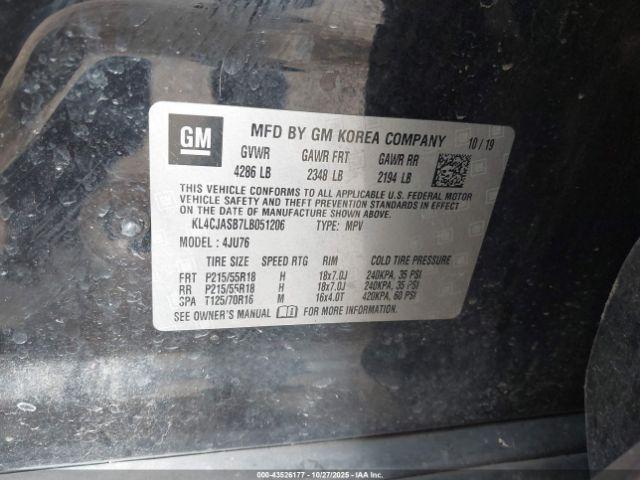 GM
MFD BY GM KOREA COMPANY 10/19
GVWR GAWR FRT GAWR RR
4286 LB 2348 LB 2194 LB
THIS VEHICLE CONFORMS TO ALL APPLICABLE U.S. FEDERAL MOTOR
VEHICLE SAFETY AND THEFT PREVENTION STANDARDS IN EFFECT ON
THE DATE OF MANUFACTURE SHOWN ABOVE.
KL4CJASB7LB051206 TYPE: MPV
MODEL: 4JU76
TIRE SIZE SPEED RTG RIM COLD TIRE PRESSURE
FRT P215/55R18 H 18x7.0J 240KPA, 35 PSI
RR P215/55R18 H 18x7.0J 240KPA, 35 PSI
SPA T125/70R16 M 16x4.0T 420KPA, 60 PSI
SEE OWNER'S MANUAL FOR MORE INFORMATION.
000-43526177 - 10/27/2025 - IAAI.COM